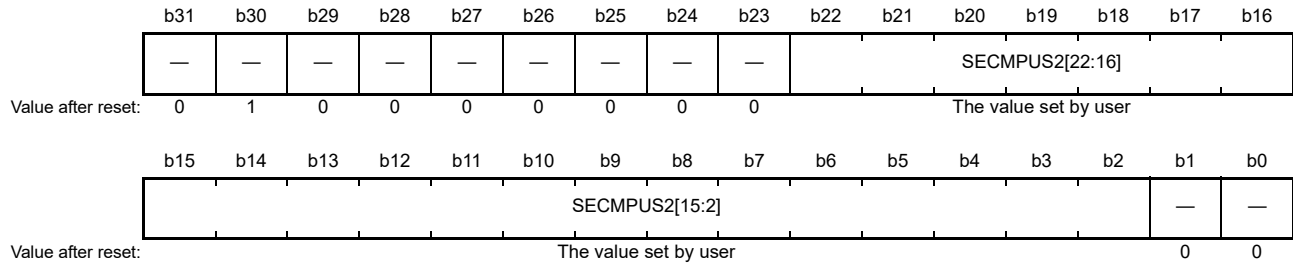 b31 b30 b29 b28 b27 b26 b25 b24 b23 b22 b21 b20 b19 b18 b17 b16
— — — — — — — — — SECMPUS2[22:16]
Value after reset: 0 1 0 0 0 0 0 0 0 The value set by user
b15 b14 b13 b12 b11 b10 b9 b8 b7 b6 b5 b4 b3 b2 b1 b0
SECMPUS2[15:2] — —
Value after reset: The value set by user 0 0